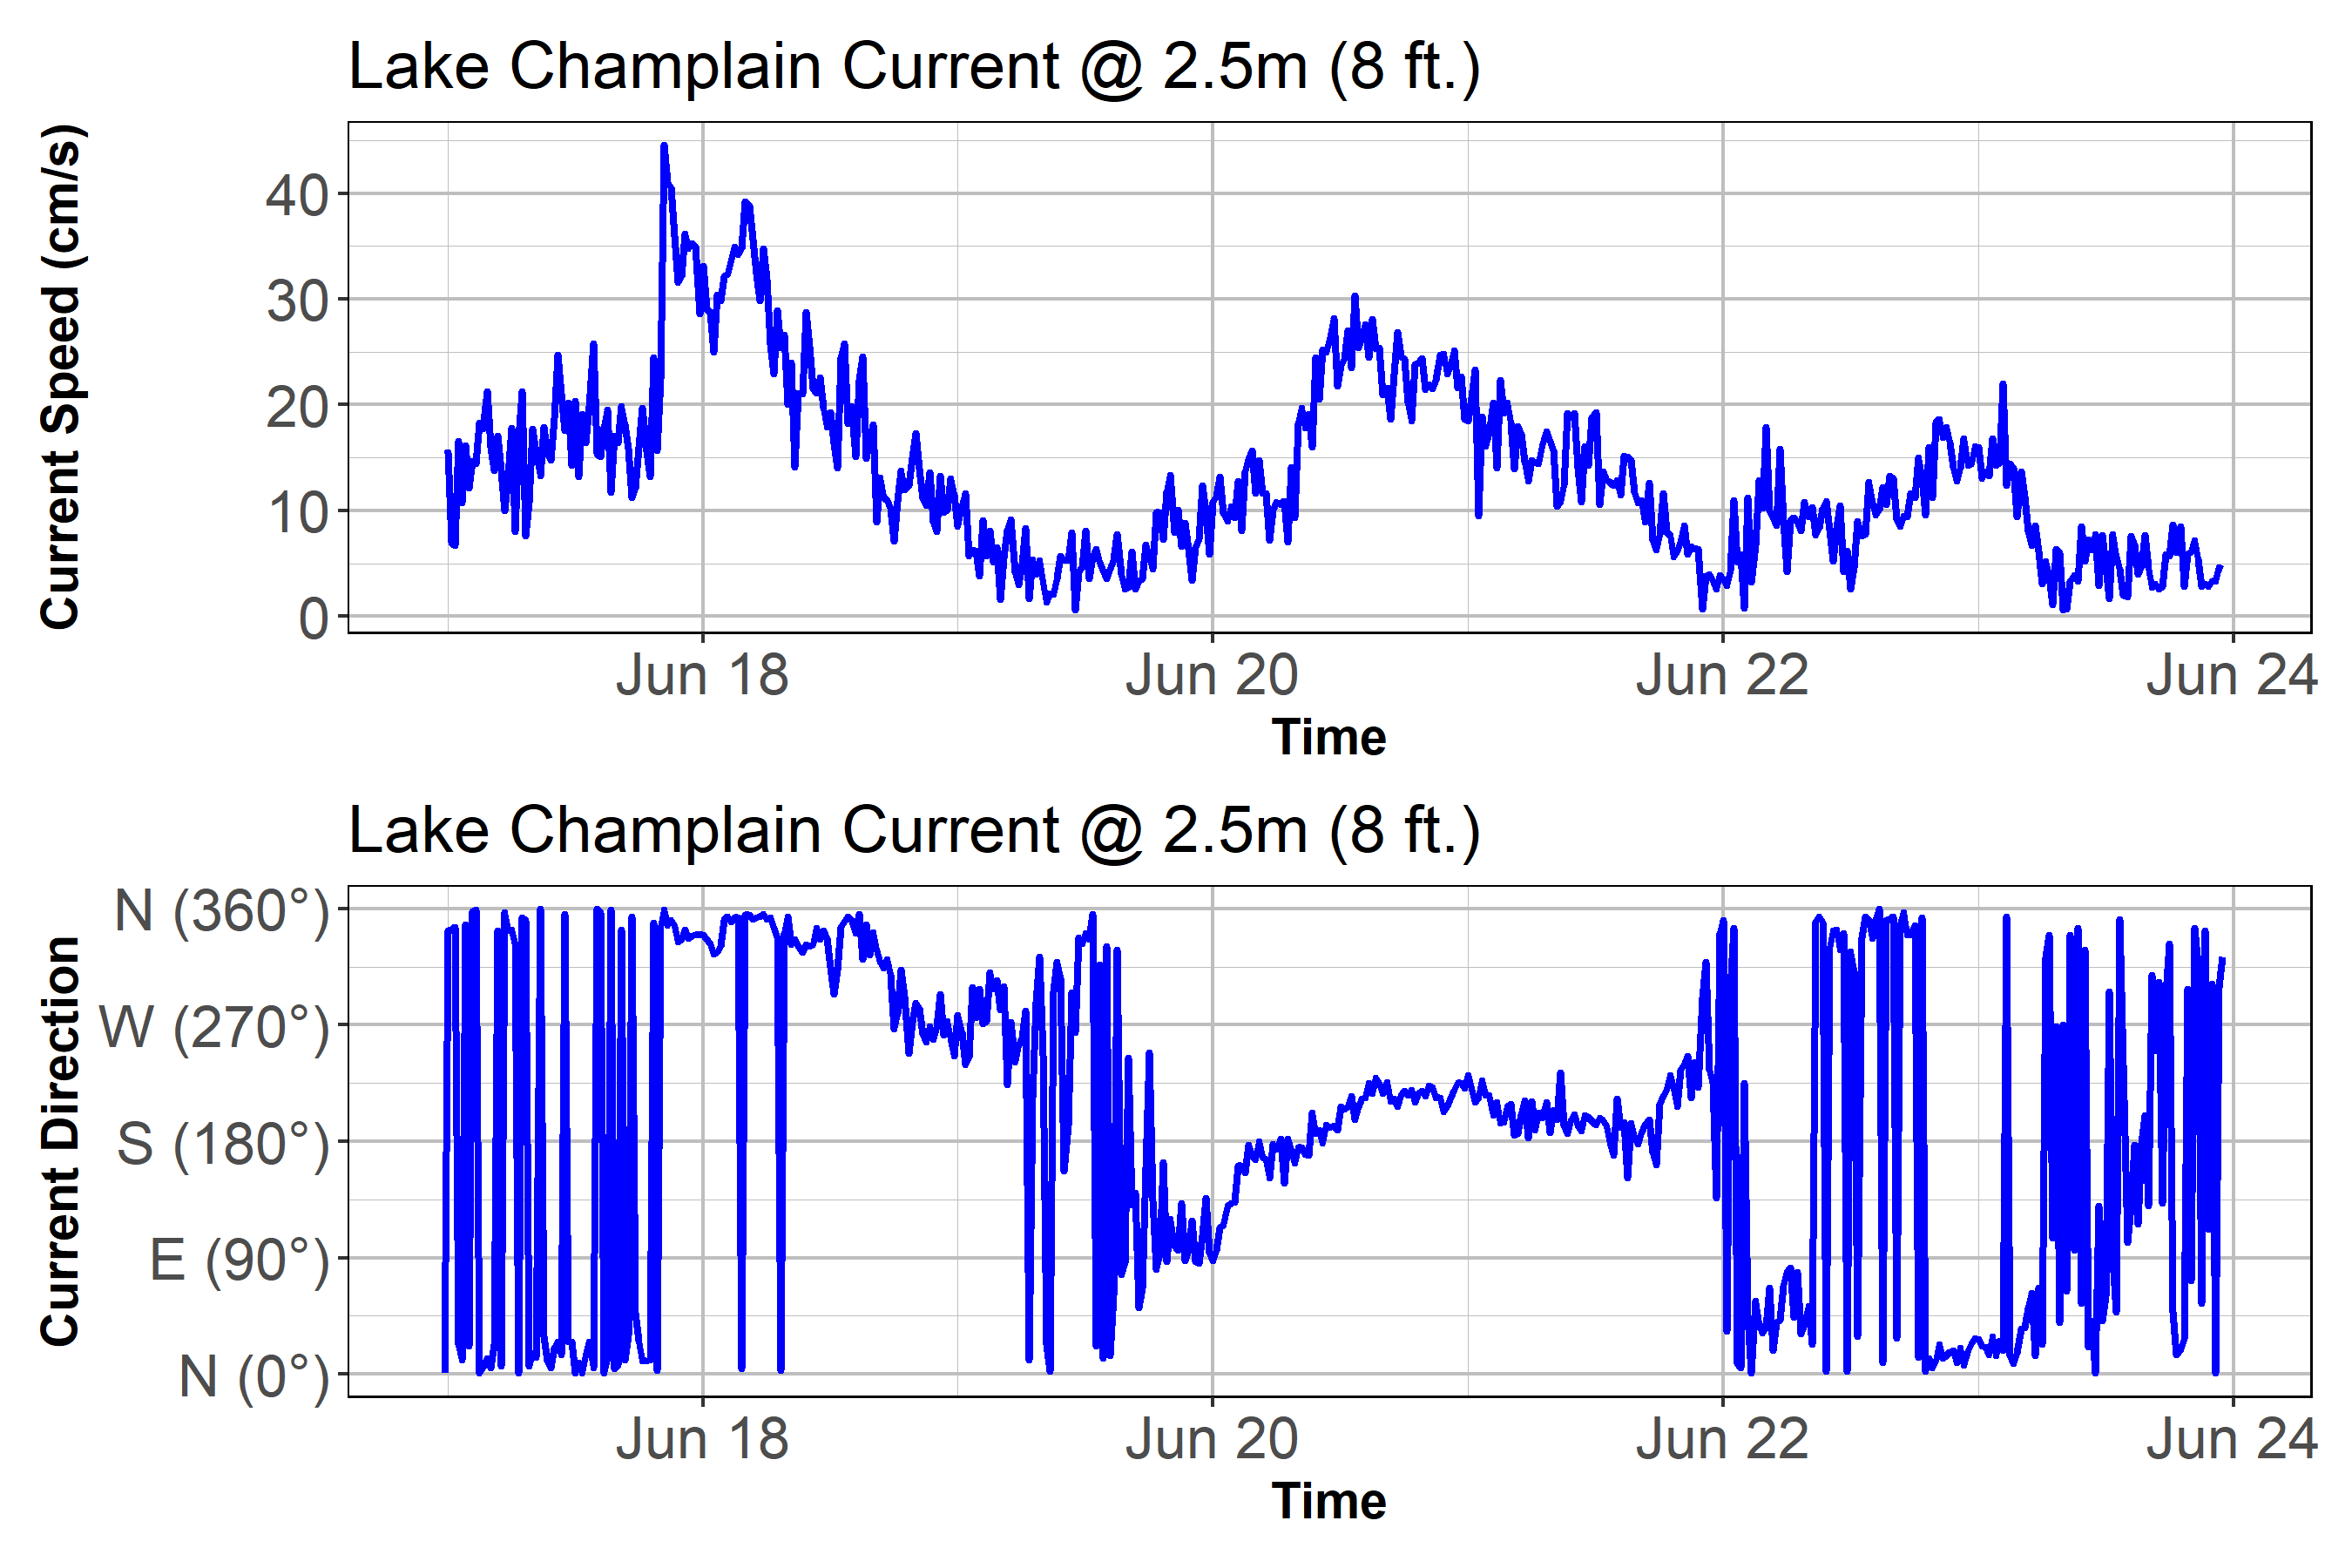 Lake Champlain Current @ 2.5m (8 ft.)
Current Speed (cm/s)
40
30
20
10
0
Jun 18 Jun 20 Jun 22 Jun 24
Time
Lake Champlain Current @ 2.5m (8 ft.)
Current Direction
N (360°)
W (270°)
S (180°)
E (90°)
N (0°)
Jun 18 Jun 20 Jun 22 Jun 24
Time